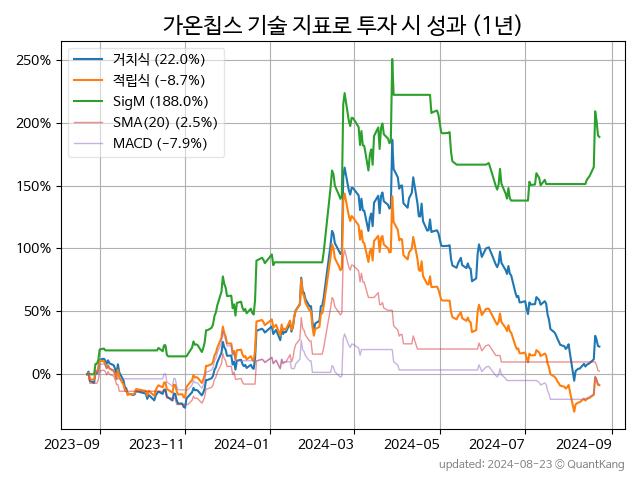 가온칩스 기술 지표로 투자 시 성과 (1년)
250%
200%
150%
100%
50%
0%
거치식 (22.0%)
적립식 (−8.7%)
SigM (188.0%)
SMA(20) (2.5%)
MACD (−7.9%)
2023-09 2023-11 2024-01 2024-03 2024-05 2024-07 2024-09
updated: 2024-08-23 © QuantKang